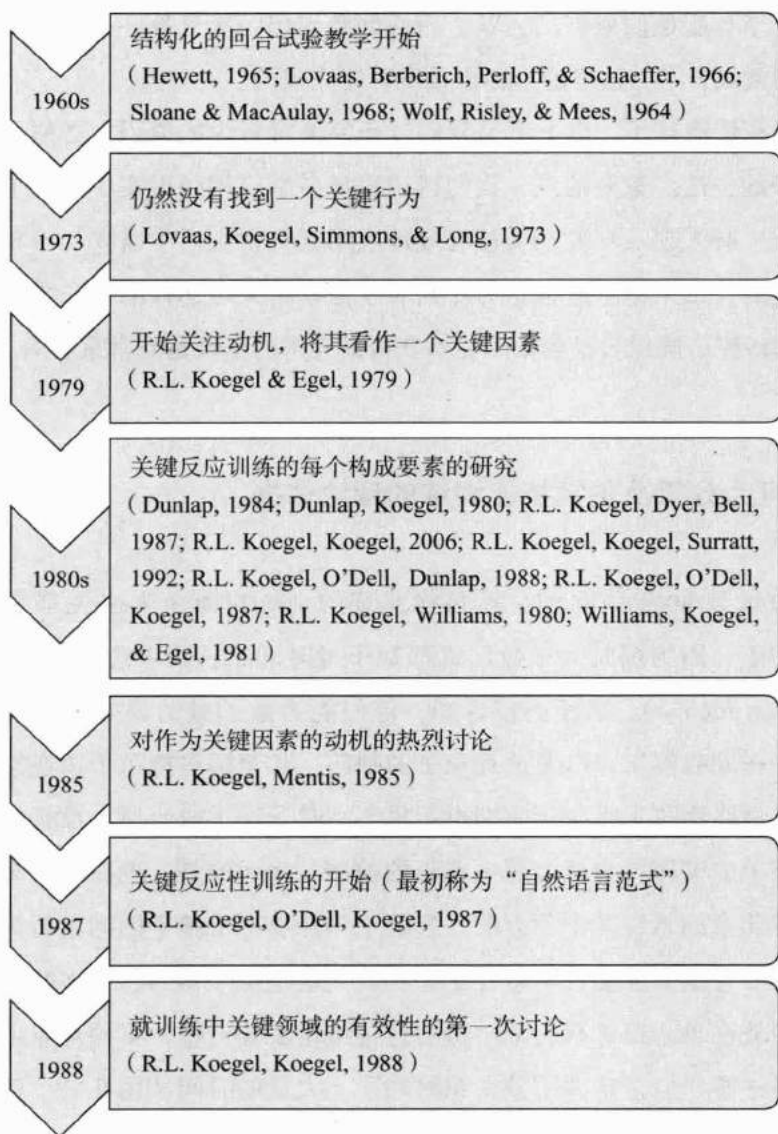 1960s
结构化的回合试验教学开始
（Hewett, 1965; Lovaas, Berberich, Perloff, & Schaeffer, 1966;
Sloane & MacAulay, 1968; Wolf, Risley, & Mees, 1964）
1973
仍然没有找到一个关键行为
（Lovaas, Koegel, Simmons, & Long, 1973）
1979
开始关注动机，将其看作一个关键因素
（R.L. Koegel & Egel, 1979）
1980s
关键反应训练的每个构成要素的研究
（Dunlap, 1984; Dunlap, Koegel, 1980; R.L. Koegel, Dyer, Bell,
1987; R.L. Koegel, Koegel, 2006; R.L. Koegel, Koegel, Surratt,
1992; R.L. Koegel, O’Dell, Dunlap, 1988; R.L. Koegel, O’Dell,
Koegel, 1987; R.L. Koegel, Williams, 1980; Williams, Koegel,
& Egel, 1981）
1985
对作为关键因素的动机的热烈讨论
（R.L. Koegel, Mentis, 1985）
1987
关键反应性训练的开始（最初称为“自然语言范式”）
（R.L. Koegel, O’Dell, Koegel, 1987）
1988
就训练中关键领域的有效性的第一次讨论
（R.L. Koegel, Koegel, 1988）